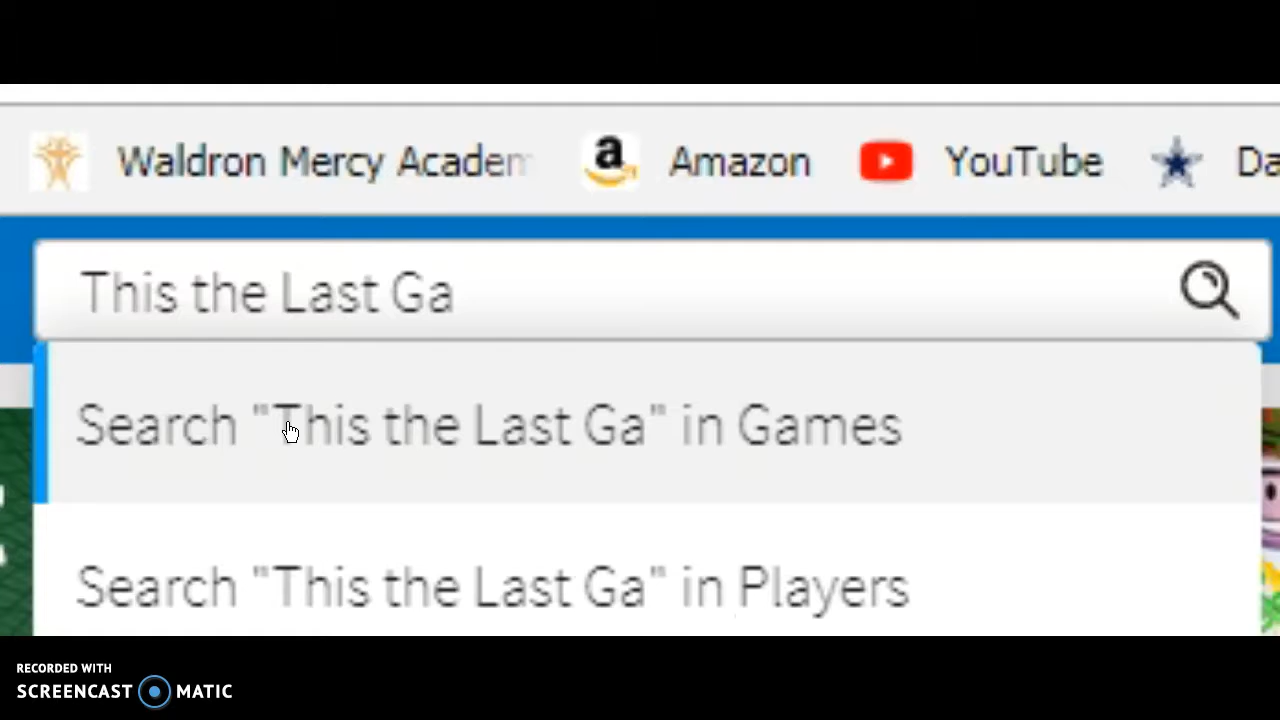 Waldron Mercy Academ Amazon YouTube Da
This the Last Ga
Search "This the Last Ga" in Games
Search "This the Last Ga" in Players
RECORDED WITH
SCREENCAST MATIC